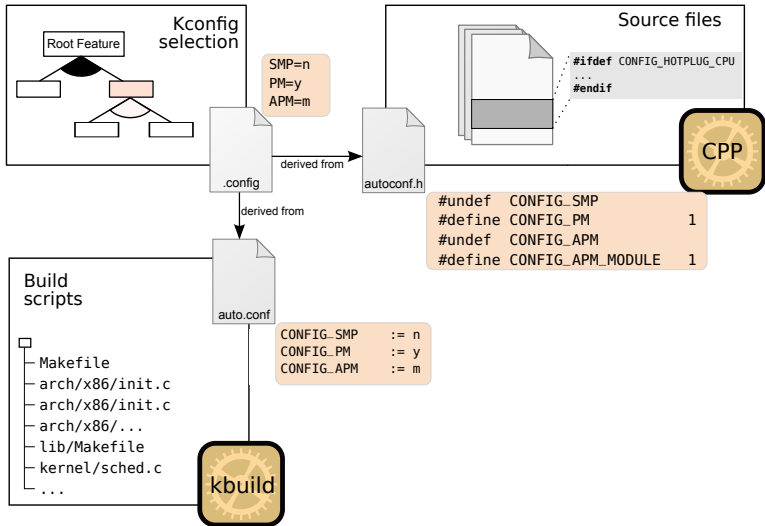 Kconfig
selection
Root Feature
SMP=n
PM=y
APM=m
.config
derived from
derived from
Source files
#ifdef CONFIG_HOTPLUG_CPU
...
#endif
CPP
autoconf.h
#undef CONFIG_SMP
#define CONFIG_PM 1
#undef CONFIG_APM
#define CONFIG_APM_MODULE 1
Build
scripts
auto.conf
CONFIG_SMP := n
CONFIG_PM := y
CONFIG_APM := m
Makefile
arch/x86/init.c
arch/x86/init.c
arch/x86/...
lib/Makefile
kernel/sched.c
...
kbuild